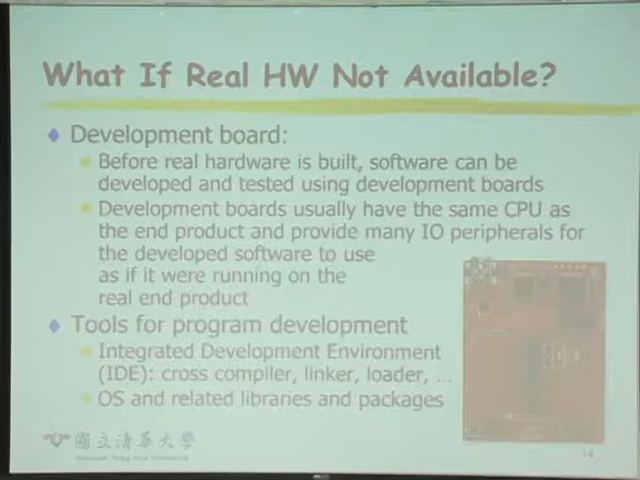 What If Real HW Not Available?
Development board:
Before real hardware is built, software can be
developed and tested using development boards
Development boards usually have the same CPU as
the end product and provide many IO peripherals for
the developed software to use
as if it were running on the
real end product
Tools for program development
Integrated Development Environment
(IDE): cross compiler, linker, loader, ...
OS and related libraries and packages
國立清華大學
National Tsing Hua University